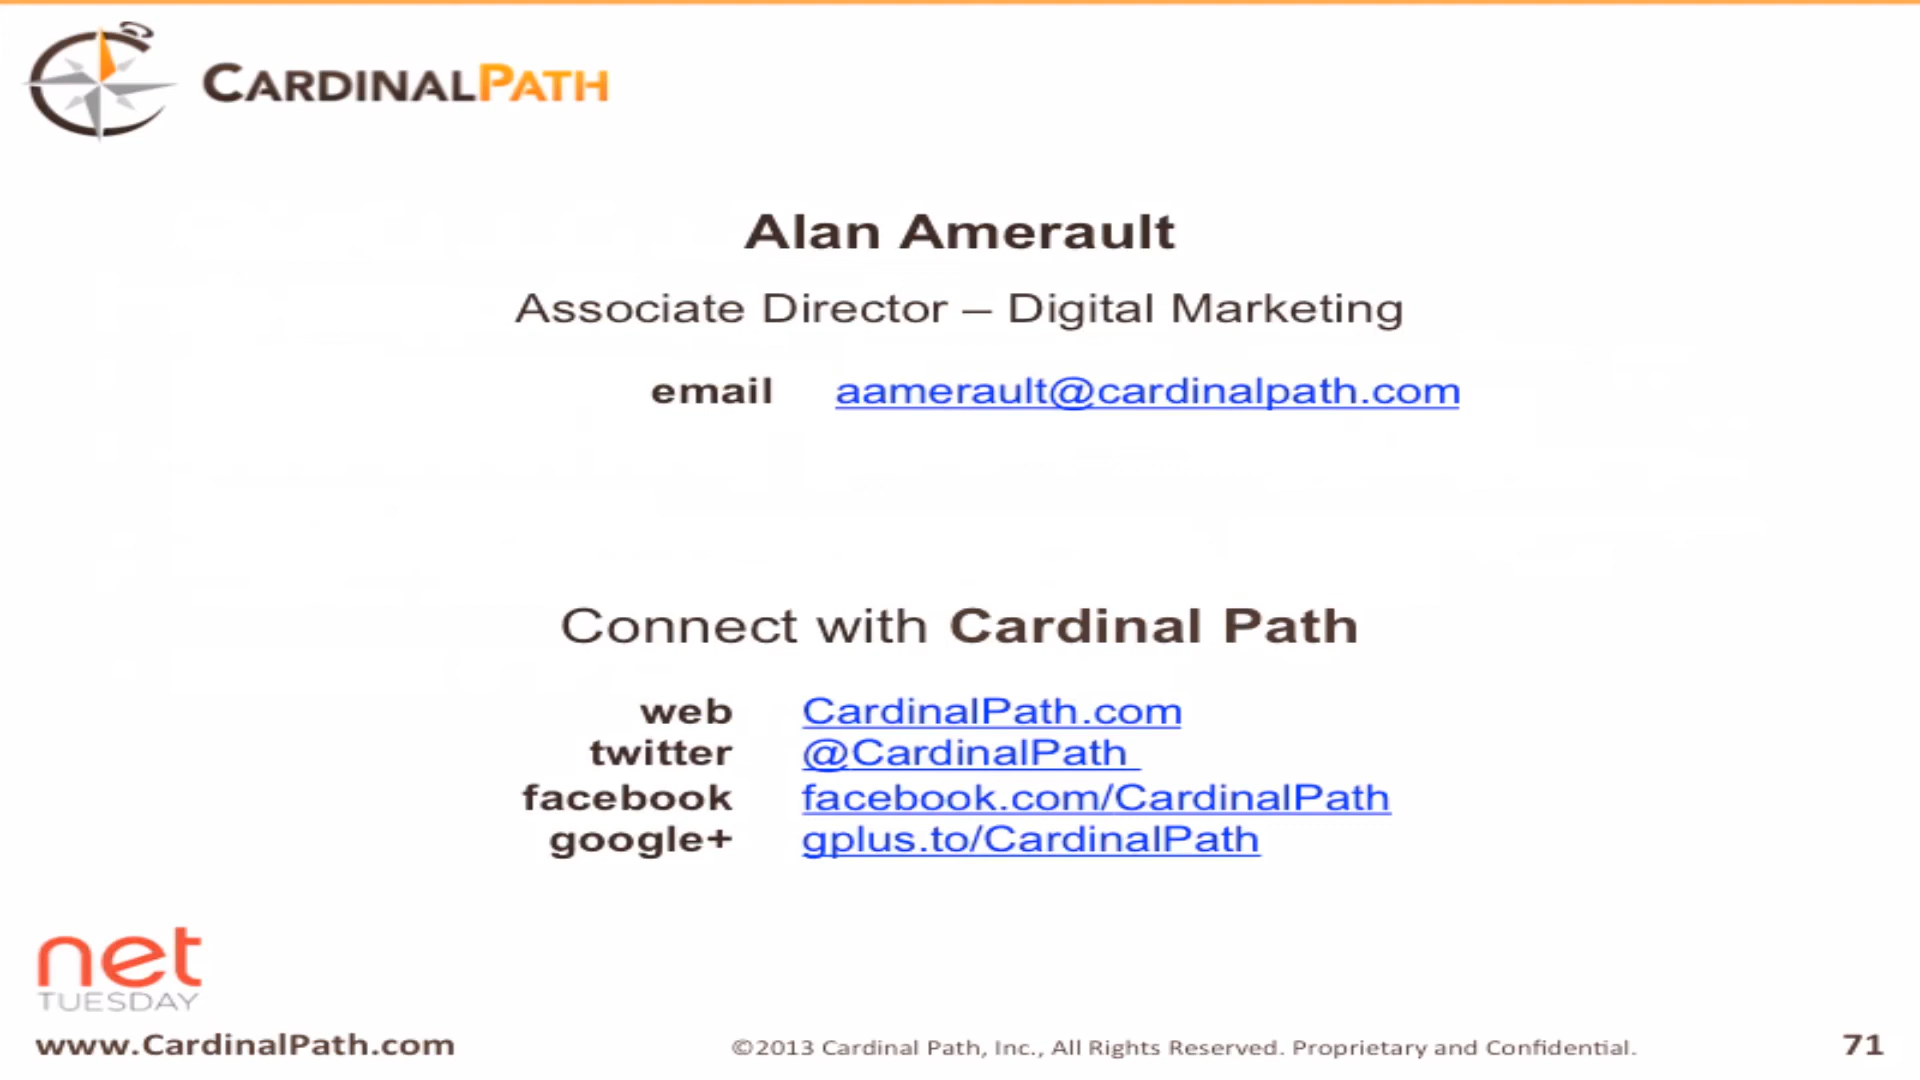 CARDINALPATH
Alan Amerault
Associate Director – Digital Marketing
email aamerault@cardinalpath.com
Connect with Cardinal Path
web CardinalPath.com
twitter @CardinalPath
facebook facebook.com/CardinalPath
google+ gplus.to/CardinalPath
net
TUESDAY
www.CardinalPath.com ©2013 Cardinal Path, Inc., All Rights Reserved. Proprietary and Confidential. 71